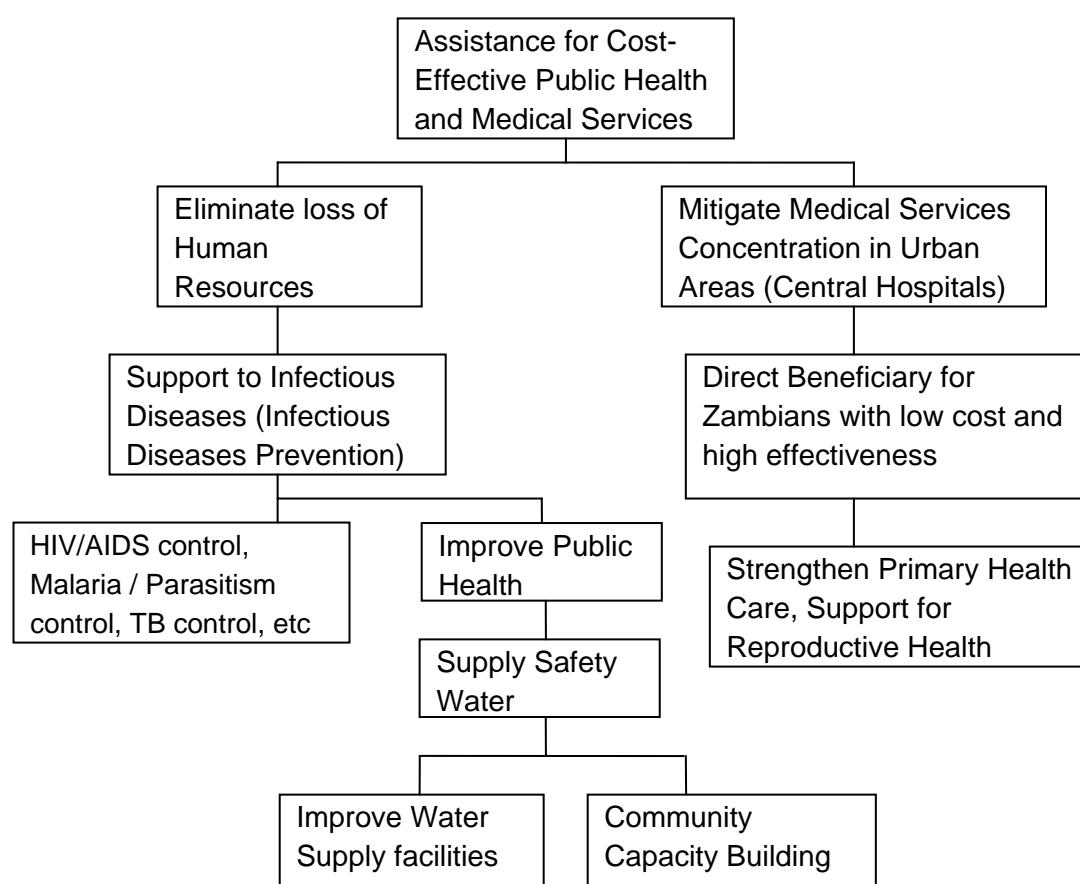 Assistance for Cost-
Effective Public Health
and Medical Services
Eliminate loss of
Human
Resources
Mitigate Medical Services
Concentration in Urban
Areas (Central Hospitals)
Support to Infectious
Diseases (Infectious
Diseases Prevention)
Direct Beneficiary for
Zambians with low cost and
high effectiveness
HIV/AIDS control,
Malaria / Parasitism
control, TB control, etc
Improve Public
Health
Strengthen Primary Health
Care, Support for
Reproductive Health
Supply Safety
Water
Improve Water
Supply facilities
Community
Capacity Building